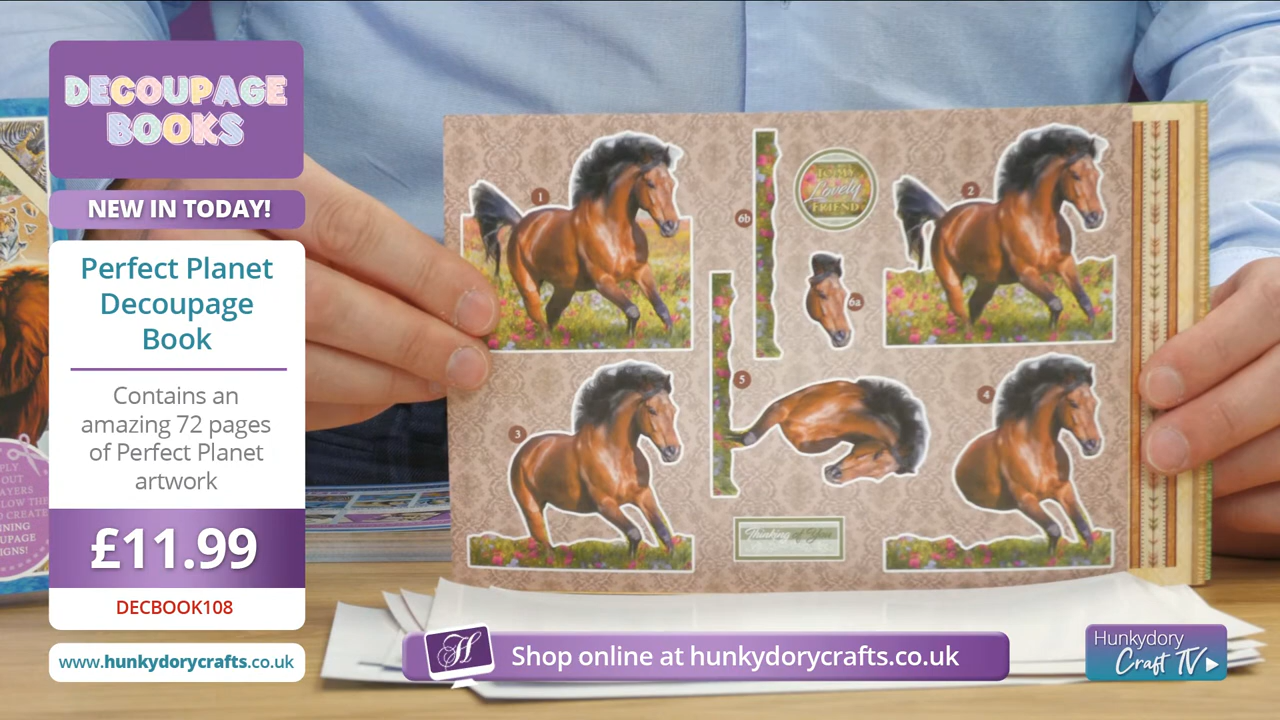 DECOUPAGE
BOOKS
NEW IN TODAY!
Perfect Planet
Decoupage
Book
Contains an
amazing 72 pages
of Perfect Planet
artwork
£11.99
DECBOOK108
www.hunkydorycrafts.co.uk
1
6b
TO MY
Lovely
FRIEND
2
6a
5
3
4
Shop online at hunkydorycrafts.co.uk
H
Hunkydory
Craft TV